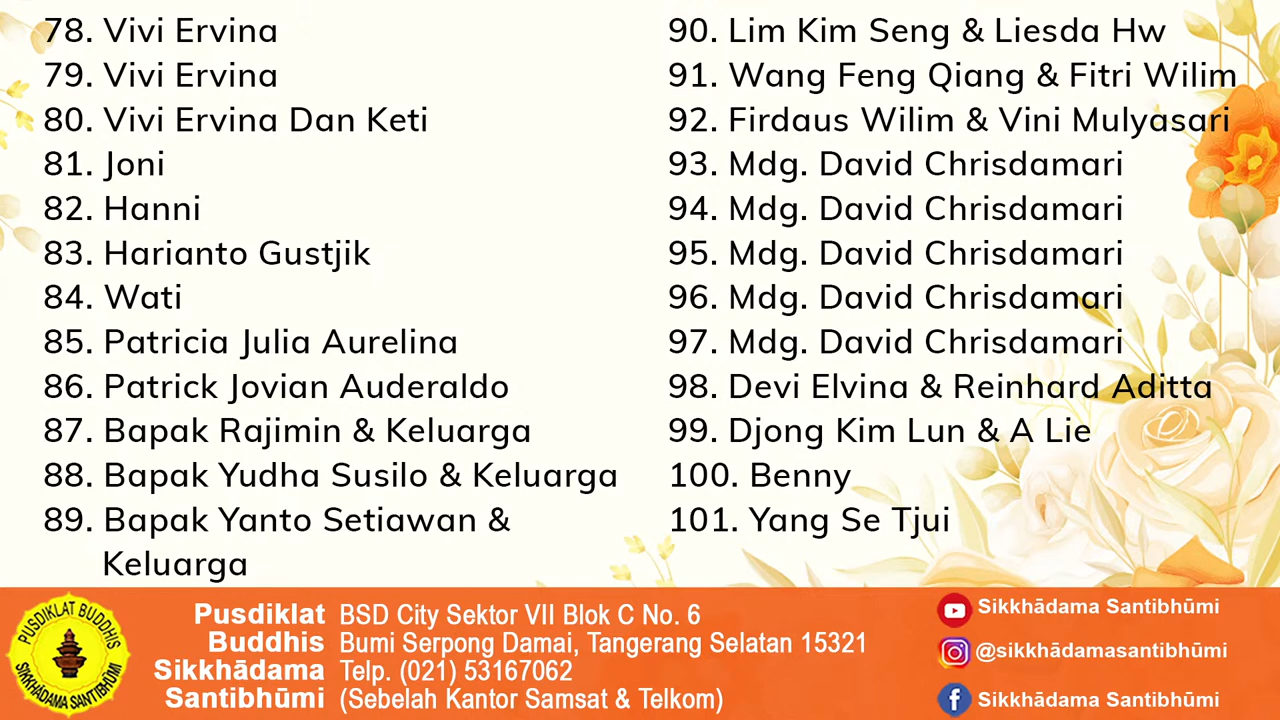 78. Vivi Ervina
79. Vivi Ervina
80. Vivi Ervina Dan Keti
81. Joni
82. Hanni
83. Harianto Gustjik
84. Wati
85. Patricia Julia Aurelina
86. Patrick Jovian Auderaldo
87. Bapak Rajimin & Keluarga
88. Bapak Yudha Susilo & Keluarga
89. Bapak Yanto Setiawan &
Keluarga
90. Lim Kim Seng & Liesda Hw
91. Wang Feng Qiang & Fitri Wilim
92. Firdaus Wilim & Vini Mulyasari
93. Mdg. David Chrisdamari
94. Mdg. David Chrisdamari
95. Mdg. David Chrisdamari
96. Mdg. David Chrisdamari
97. Mdg. David Chrisdamari
98. Devi Elvina & Reinhard Aditta
99. Djong Kim Lun & A Lie
100. Benny
101. Yang Se Tjui
PUSDIKLAT BUDDHIS
SIKKHĀDAMA SANTIBHŪMI
Pusdiklat
Buddhis
Sikkhādama
Santibhūmi
BSD City Sektor VII Blok C No. 6
Bumi Serpong Damai, Tangerang Selatan 15321
Telp. (021) 53167062
(Sebelah Kantor Samsat & Telkom)
Sikkhādama Santibhūmi
@sikkhādamasantibhūmi
Sikkhādama Santibhūmi